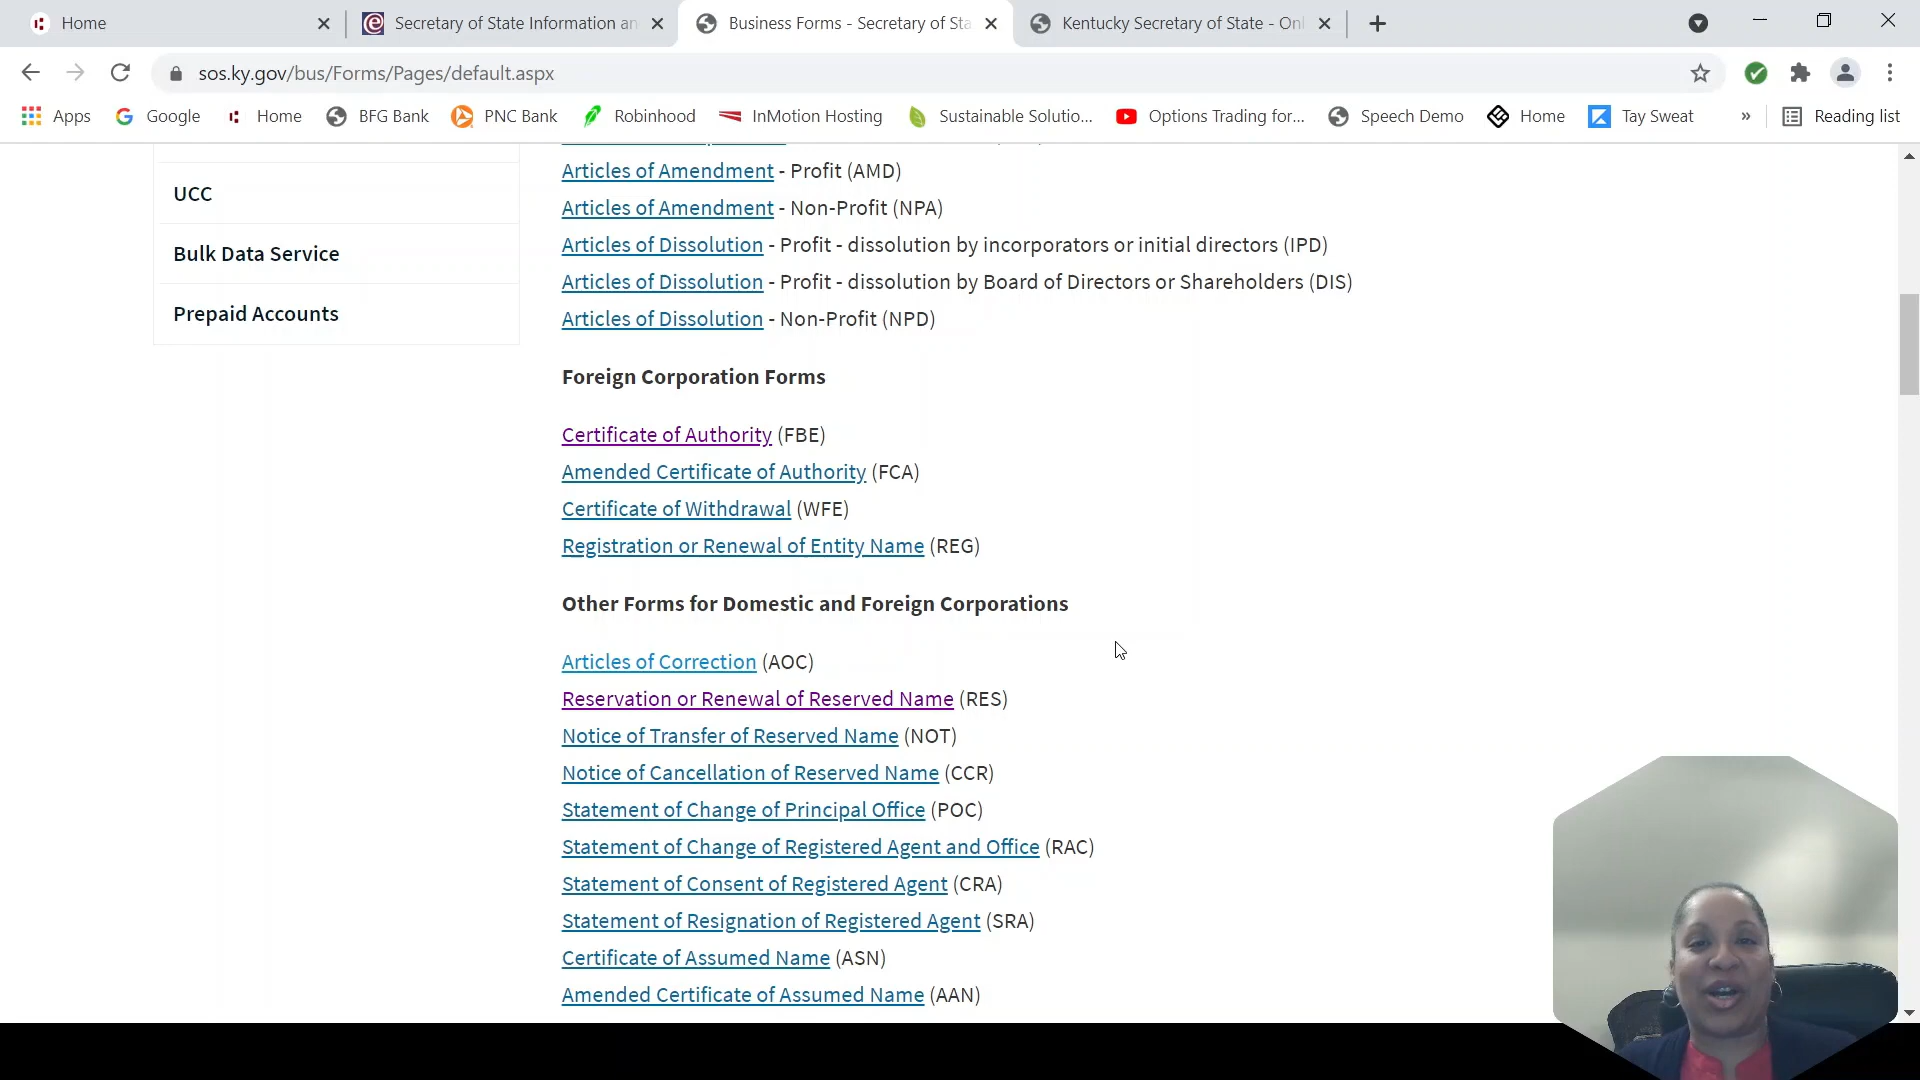 Home
Secretary of State Information an
Business Forms - Secretary of Sta
Kentucky Secretary of State - Onl
sos.ky.gov/bus/Forms/Pages/default.aspx
Apps
Google
Home
BFG Bank
PNC Bank
Robinhood
InMotion Hosting
Sustainable Solutio...
Options Trading for...
Speech Demo
Home
Tay Sweat
»
Reading list
UCC
Bulk Data Service
Prepaid Accounts
Articles of Amendment - Profit (AMD)
Articles of Amendment - Non-Profit (NPA)
Articles of Dissolution - Profit - dissolution by incorporators or initial directors (IPD)
Articles of Dissolution - Profit - dissolution by Board of Directors or Shareholders (DIS)
Articles of Dissolution - Non-Profit (NPD)
Foreign Corporation Forms
Certificate of Authority (FBE)
Amended Certificate of Authority (FCA)
Certificate of Withdrawal (WFE)
Registration or Renewal of Entity Name (REG)
Other Forms for Domestic and Foreign Corporations
Articles of Correction (AOC)
Reservation or Renewal of Reserved Name (RES)
Notice of Transfer of Reserved Name (NOT)
Notice of Cancellation of Reserved Name (CCR)
Statement of Change of Principal Office (POC)
Statement of Change of Registered Agent and Office (RAC)
Statement of Consent of Registered Agent (CRA)
Statement of Resignation of Registered Agent (SRA)
Certificate of Assumed Name (ASN)
Amended Certificate of Assumed Name (AAN)